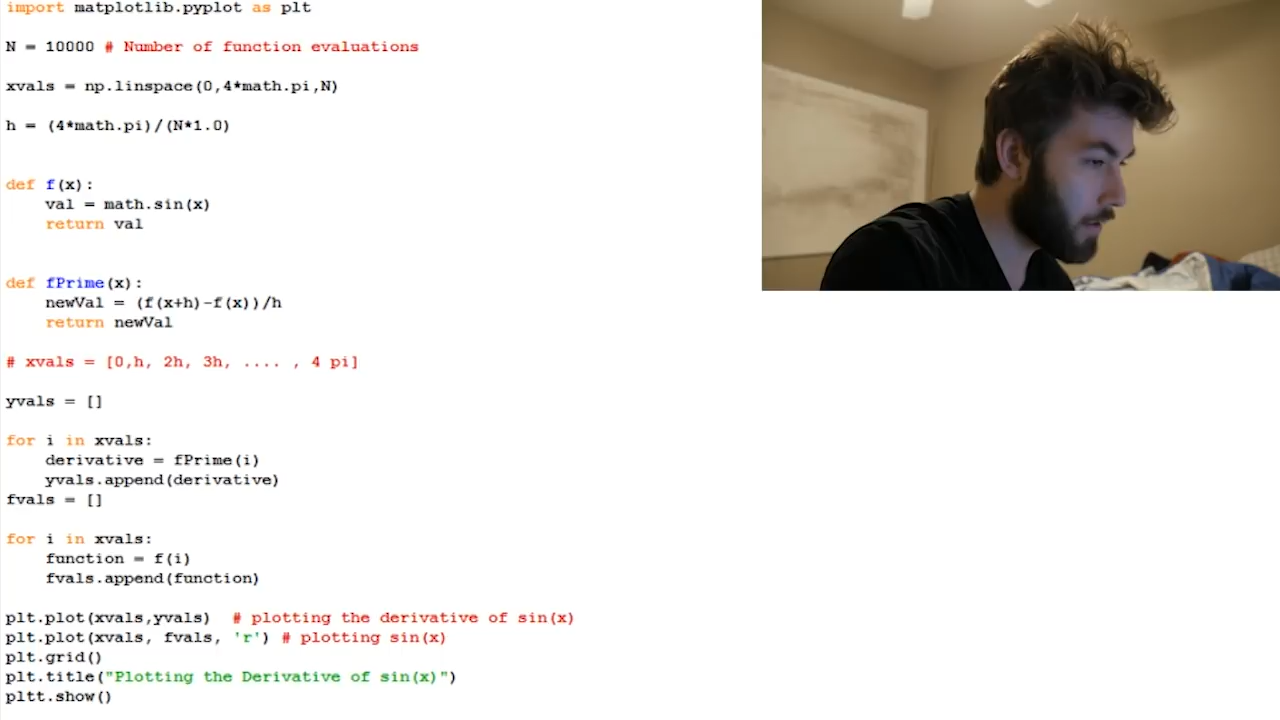 import matplotlib.pyplot as plt
N = 10000 # Number of function evaluations
xvals = np.linspace(0,4*math.pi,N)
h = (4*math.pi)/(N*1.0)
def f(x):
val = math.sin(x)
return val
def fPrime(x):
newVal = (f(x+h)-f(x))/h
return newVal
# xvals = [0,h, 2h, 3h, .... , 4 pi]
yvals = []
for i in xvals:
derivative = fPrime(i)
yvals.append(derivative)
fvals = []
for i in xvals:
function = f(i)
fvals.append(function)
plt.plot(xvals,yvals)  # plotting the derivative of sin(x)
plt.plot(xvals, fvals, 'r') # plotting sin(x)
plt.grid()
plt.title("Plotting the Derivative of sin(x)")
pltt.show()